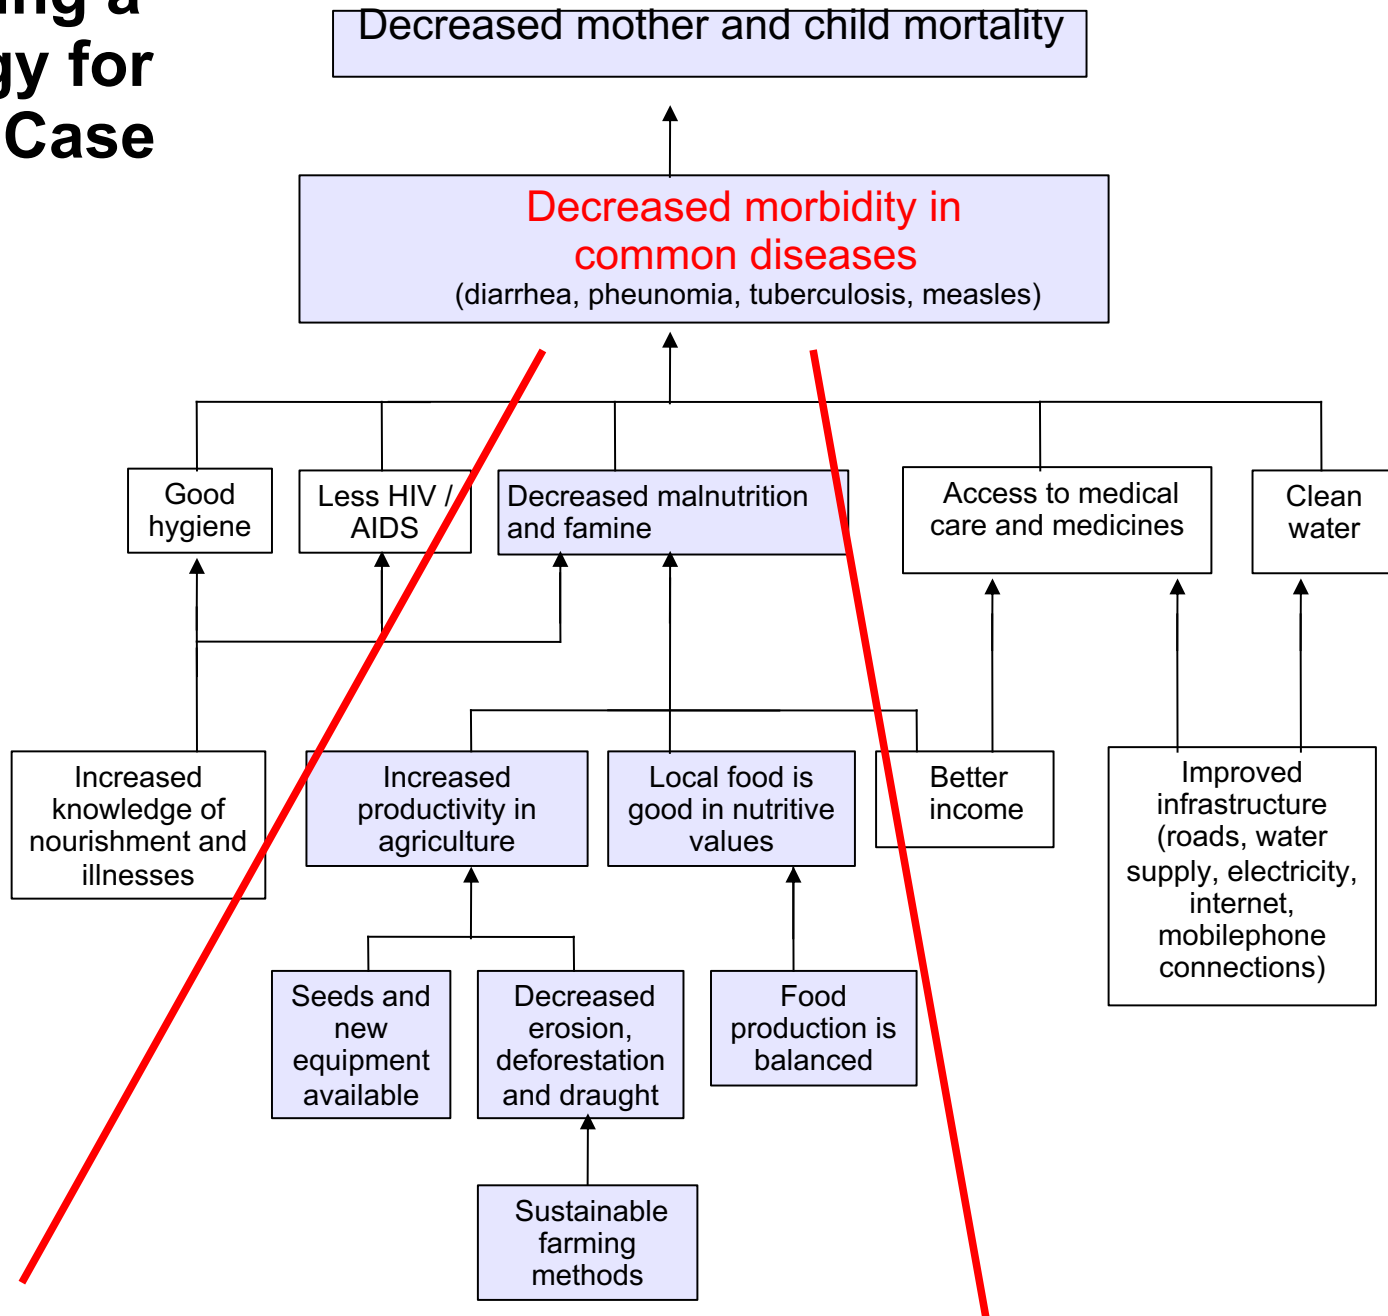 gy for
Case
Decreased mother and child mortality
Decreased morbidity in
common diseases
(diarrhea, pheunomia, tuberculosis, measles)
Good
hygiene
Less HIV /
AIDS
Decreased malnutrition
and famine
Access to medical
care and medicines
Clean
water
Increased
knowledge of
nourishment and
illnesses
Increased
productivity in
agriculture
Local food is
good in nutritive
values
Better
income
Improved
infrastructure
(roads, water
supply, electricity,
internet,
mobilephone
connections)
Seeds and
new
equipment
available
Decreased
erosion,
deforestation
and draught
Food
production is
balanced
Sustainable
farming
methods